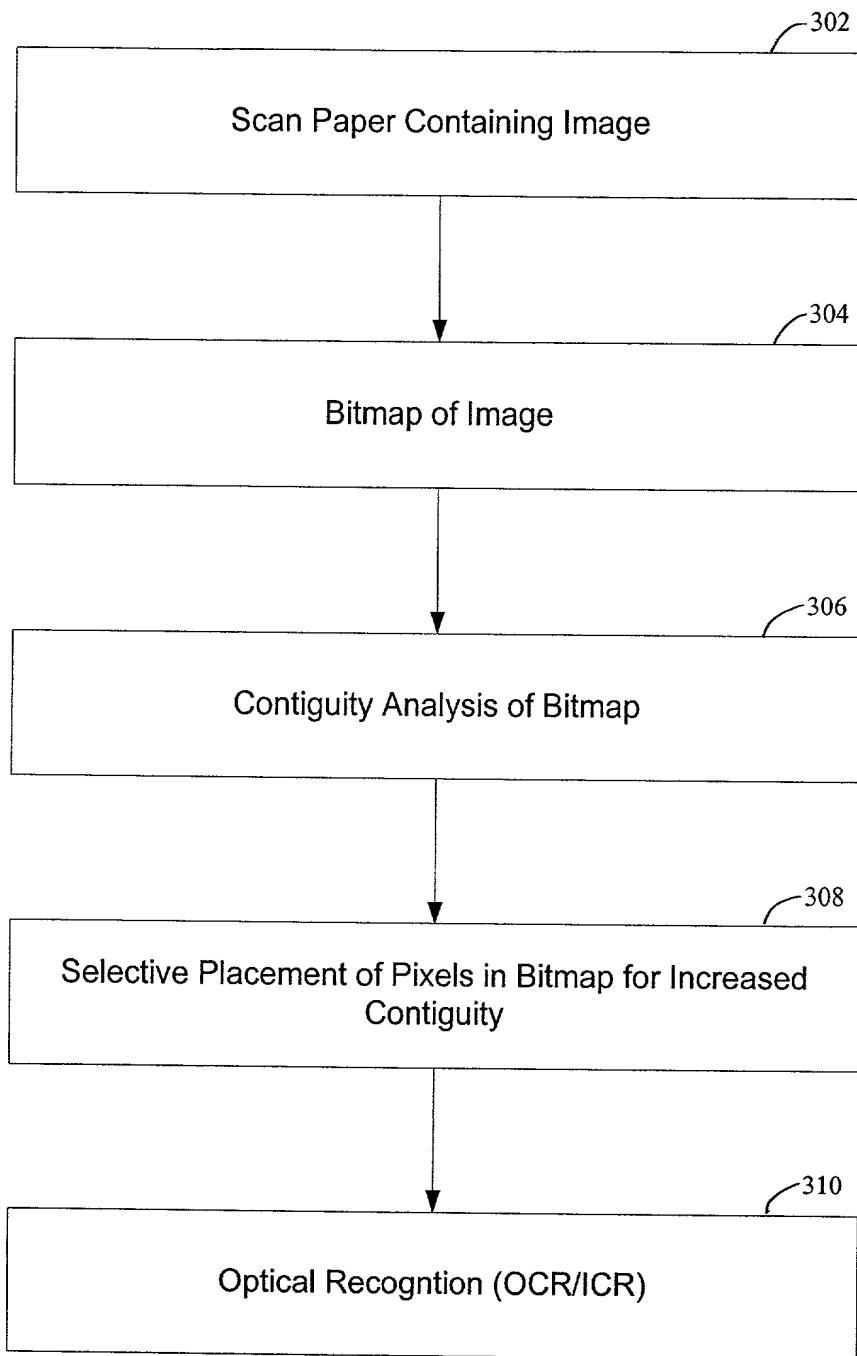 302
Scan Paper Containing Image
304
Bitmap of Image
306
Contiguity Analysis of Bitmap
308
Selective Placement of Pixels in Bitmap for Increased
Contiguity
310
Optical Recogntion (OCR/ICR)